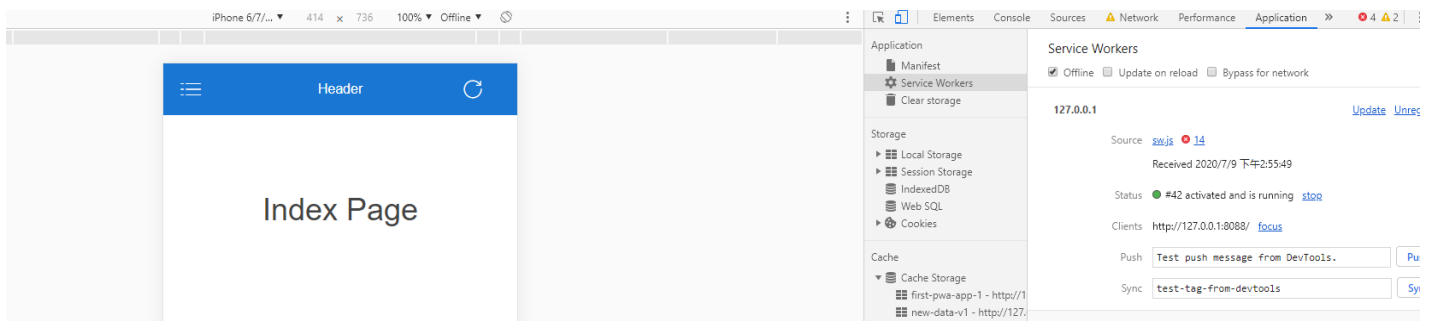 iPhone 6/7/... ▼ 414 × 736 100% ▼ Offline ▼
Header
Index Page
Elements Console Sources Network Performance Application » 4 2
Application
Manifest
Service Workers
Clear storage
Storage
Local Storage
Session Storage
IndexedDB
Web SQL
Cookies
Cache
Cache Storage
first-pwa-app-1 - http://1
new-data-v1 - http://127.
Service Workers
Offline Update on reload Bypass for network
127.0.0.1 Update Unreg
Source sw.js 14
Received 2020/7/9 下午2:55:49
Status #42 activated and is running stop
Clients http://127.0.0.1:8088/ focus
Push Test push message from DevTools. Pu
Sync test-tag-from-devtools Sy